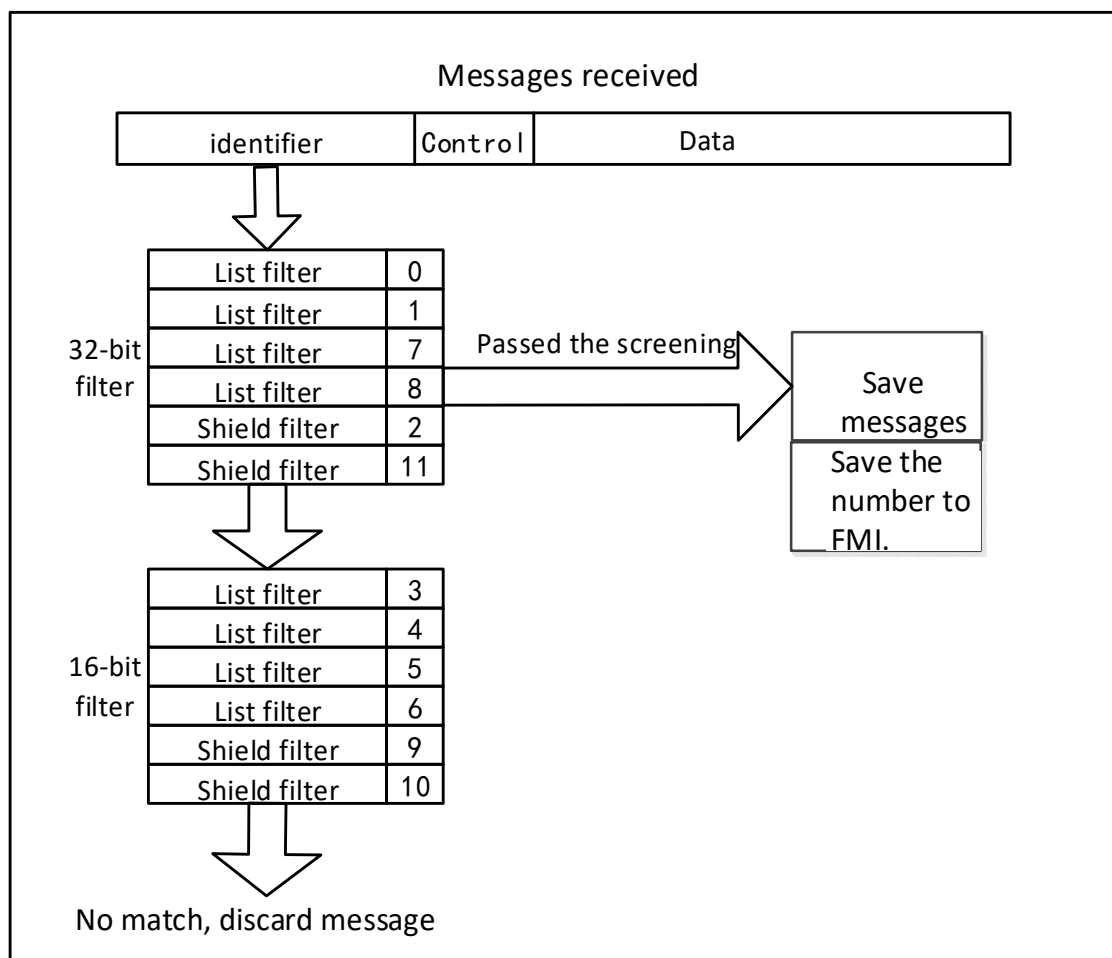 Messages received
identifier Control Data
List filter 0
List filter 1
32-bit
filter
List filter 7
List filter 8
Shield filter 2
Shield filter 11
Passed the screening
Save
messages
Save the
number to
FMI.
List filter 3
List filter 4
16-bit
filter
List filter 5
List filter 6
Shield filter 9
Shield filter 10
No match, discard message